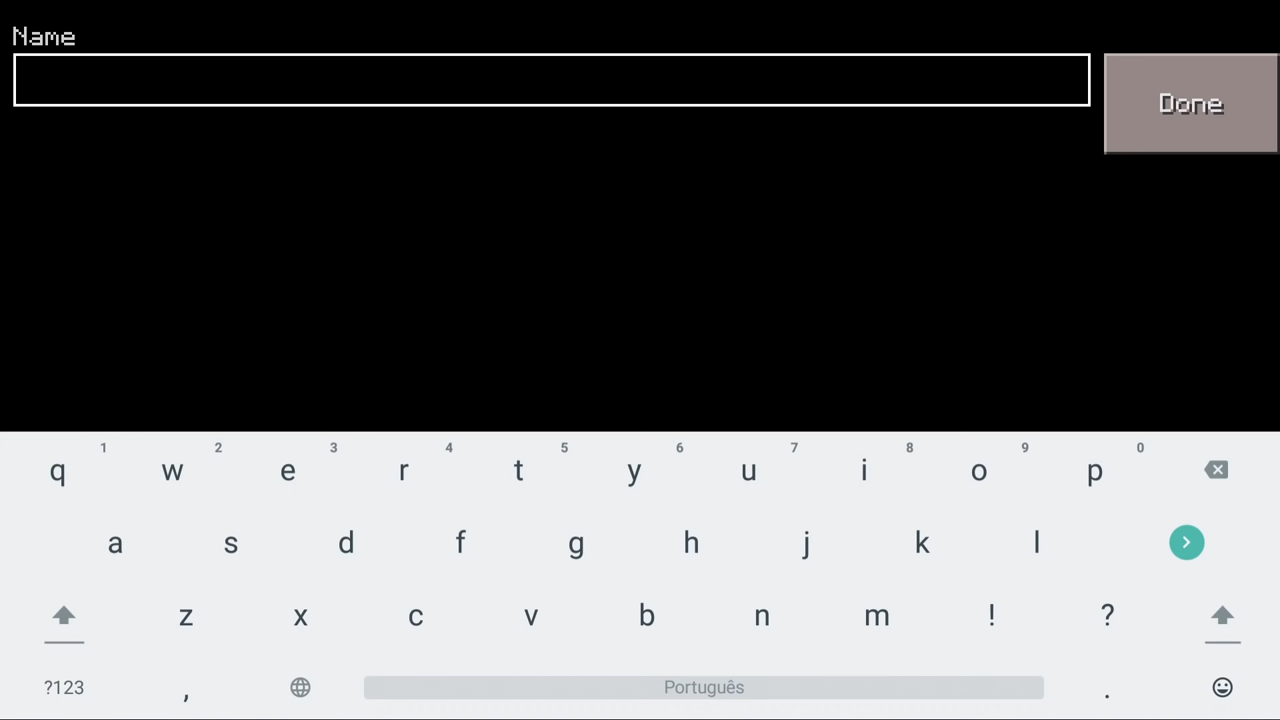 Name
Done
1 2 3 4 5 6 7 8 9 0
q w e r t y u i o p
a s d f g h j k l
z x c v b n m ! ?
?123 , Português .